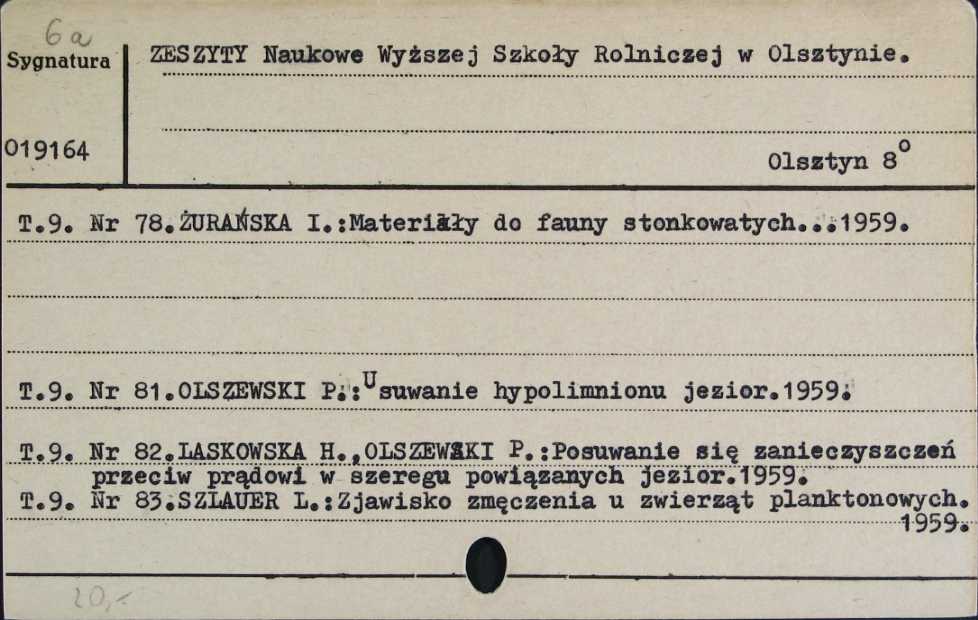 6a
Sygnatura
ZESZYTY Naukowe Wyższej Szkoły Rolniczej w Olsztynie.
019164
Olsztyn 8°
T.9. Nr 78.ŻURAŃSKA I.:Materiały do fauny stonkowatych...1959.
T.9. Nr 81.OLSZEWSKI P.:Usuwanie hypolimnionu jezior.1959.
T.9. Nr 82.LASKOWSKA H.,OLSZEWSKI P.:Posuwanie się zanieczyszczeń
przeciw prądowi w szeregu powiązanych jezior.1959.
T.9. Nr 83.SZLAUER L.:Zjawisko zmęczenia u zwierząt planktonowych.
1959.
20,-